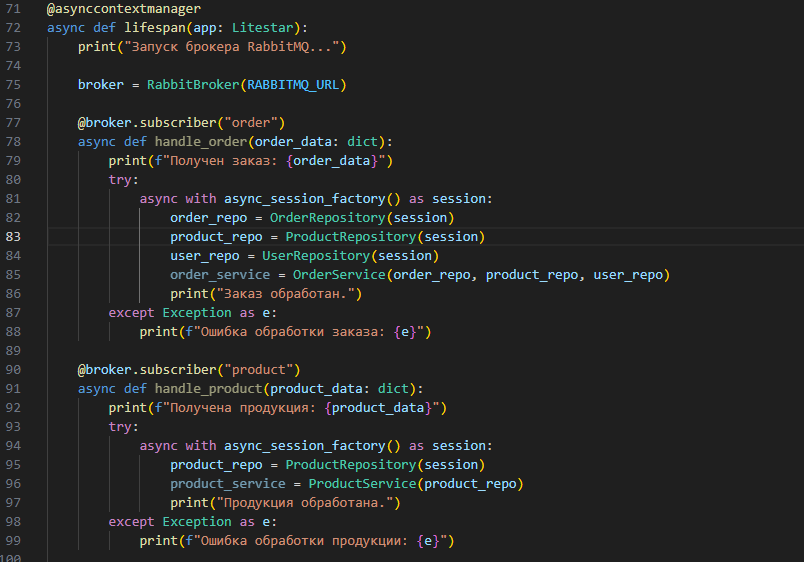 71 @asynccontextmanager
72 async def lifespan(app: Litestar):
73     print("Запуск брокера RabbitMQ...")
74
75     broker = RabbitBroker(RABBITMQ_URL)
76
77     @broker.subscriber("order")
78     async def handle_order(order_data: dict):
79         print(f"Получен заказ: {order_data}")
80         try:
81             async with async_session_factory() as session:
82                 order_repo = OrderRepository(session)
83                 product_repo = ProductRepository(session)
84                 user_repo = UserRepository(session)
85                 order_service = OrderService(order_repo, product_repo, user_repo)
86                 print("Заказ обработан.")
87         except Exception as e:
88             print(f"Ошибка обработки заказа: {e}")
89
90     @broker.subscriber("product")
91     async def handle_product(product_data: dict):
92         print(f"Получена продукция: {product_data}")
93         try:
94             async with async_session_factory() as session:
95                 product_repo = ProductRepository(session)
96                 product_service = ProductService(product_repo)
97                 print("Продукция обработана.")
98         except Exception as e:
99             print(f"Ошибка обработки продукции: {e}")
100